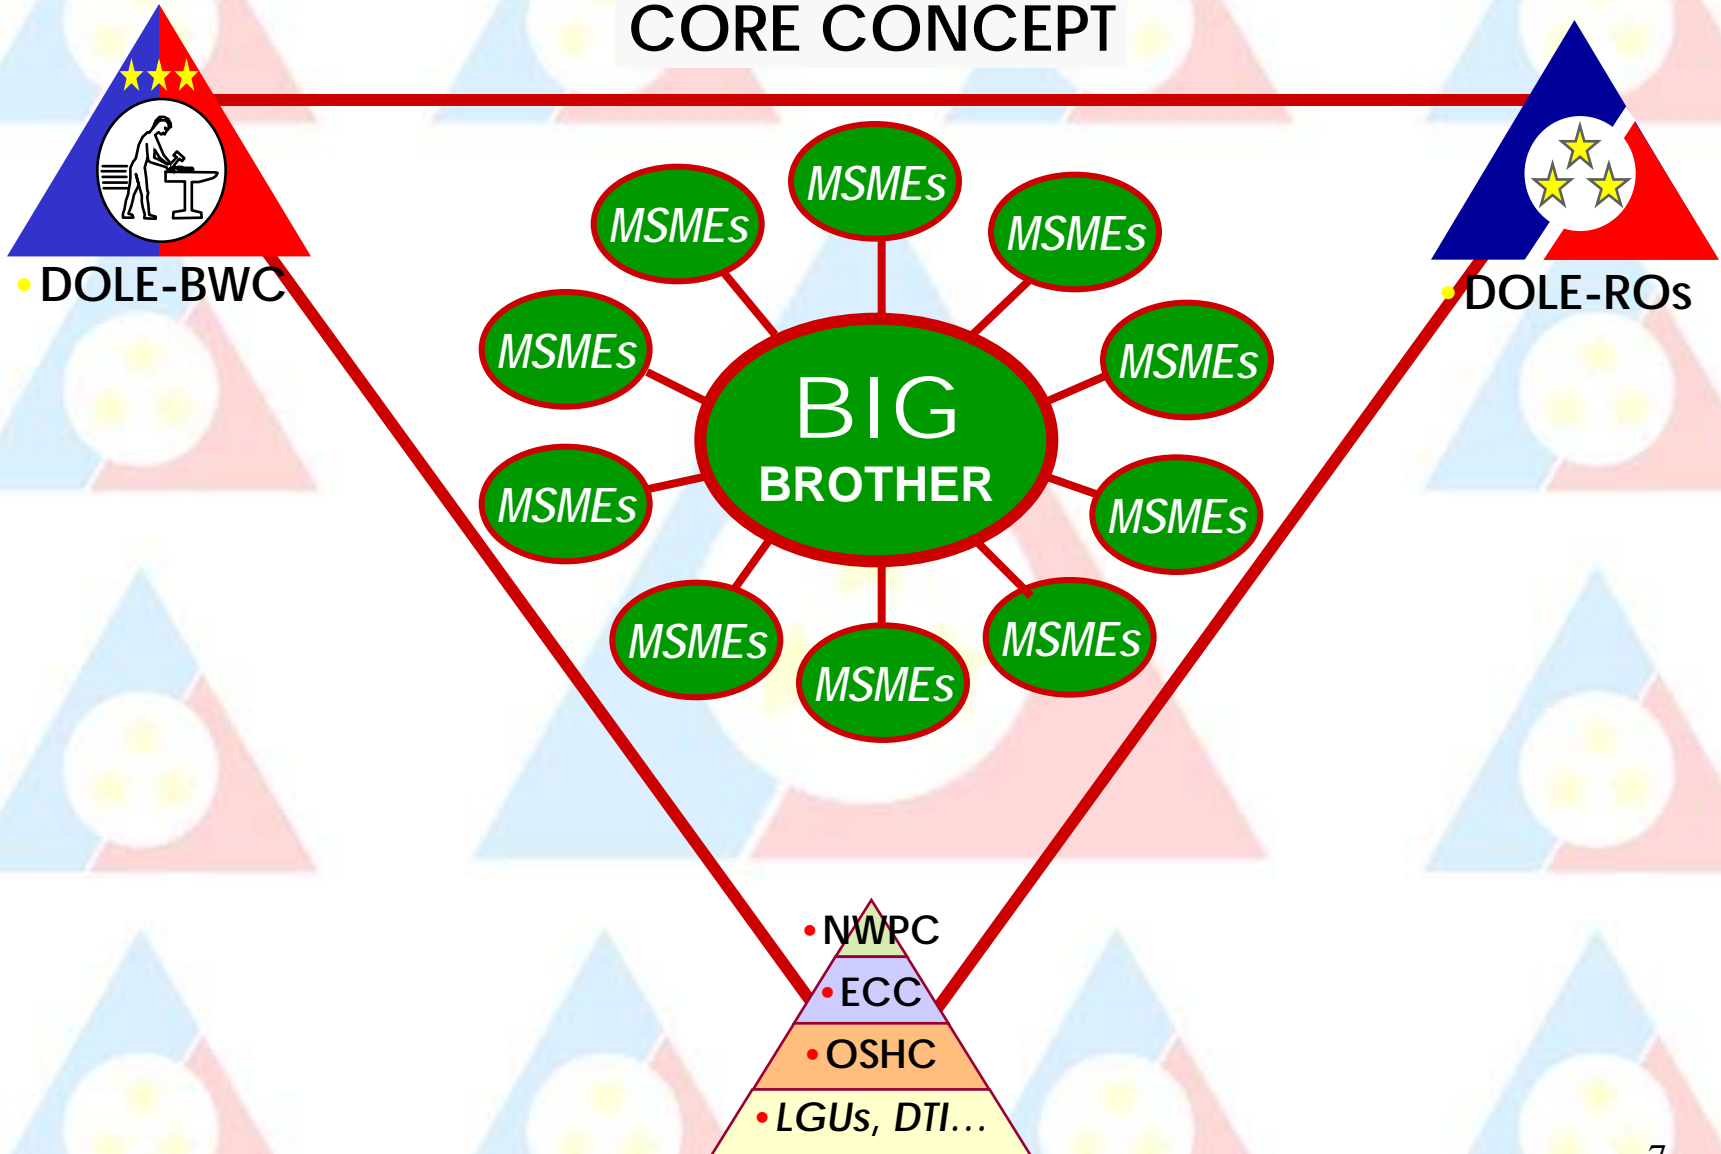 CORE CONCEPT
MSMEs
MSMEs
MSMEs
• DOLE-BWC
• DOLE-ROs
MSMEs
MSMEs
BIG
BROTHER
MSMEs
MSMEs
MSMEs
MSMEs
MSMEs
• NWPC
• ECC
• OSHC
• LGUs, DTI...
7